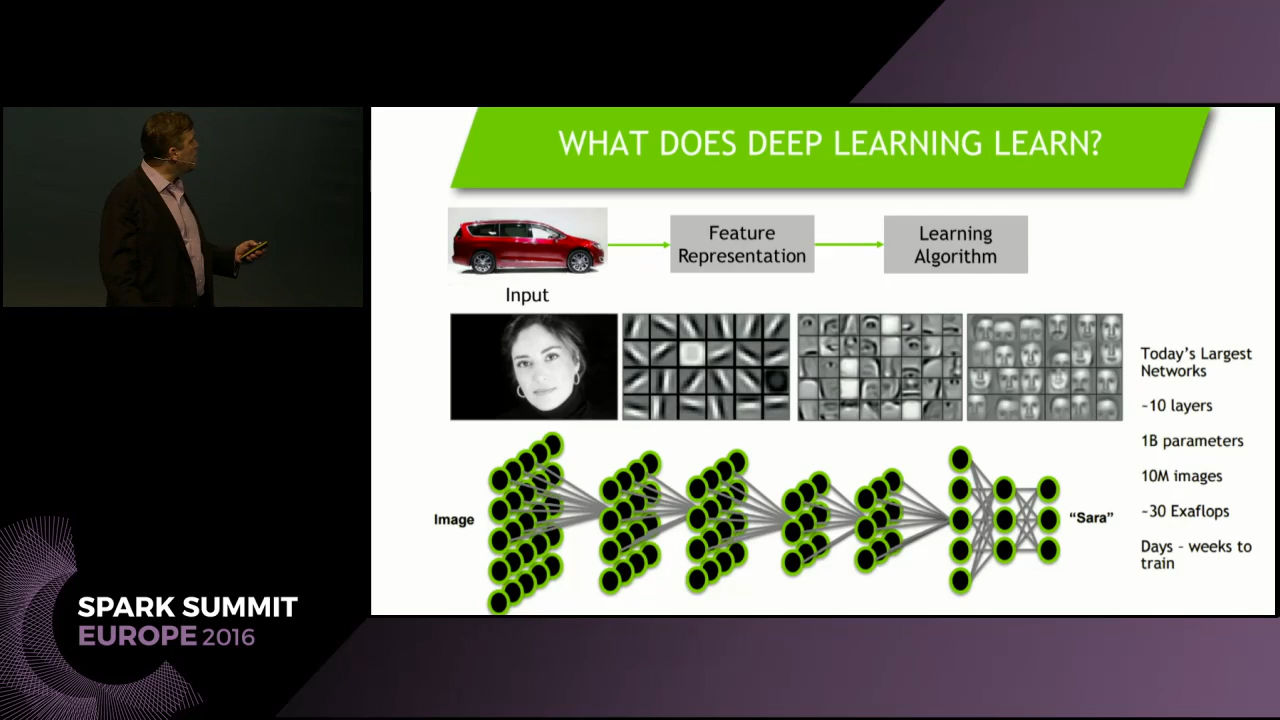 WHAT DOES DEEP LEARNING LEARN?
Feature
Representation
Learning
Algorithm
Input
Today's Largest
Networks
~10 layers
1B parameters
10M images
~30 Exaflops
Days – weeks to
train
Image
"Sara"
SPARK SUMMIT
EUROPE 2016